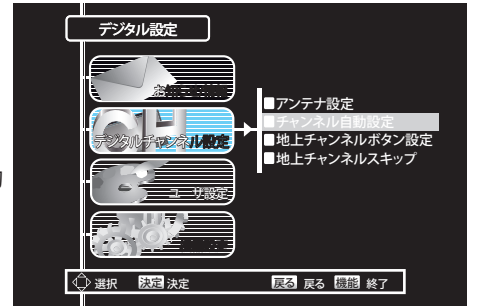 デジタル設定
デジタルチャンネル設定
ユーザ設定
■アンテナ設定
■チャンネル自動設定
■地上チャンネルボタン設定
■地上チャンネルスキップ
選択 決定 決定 戻る 戻る 機能 終了